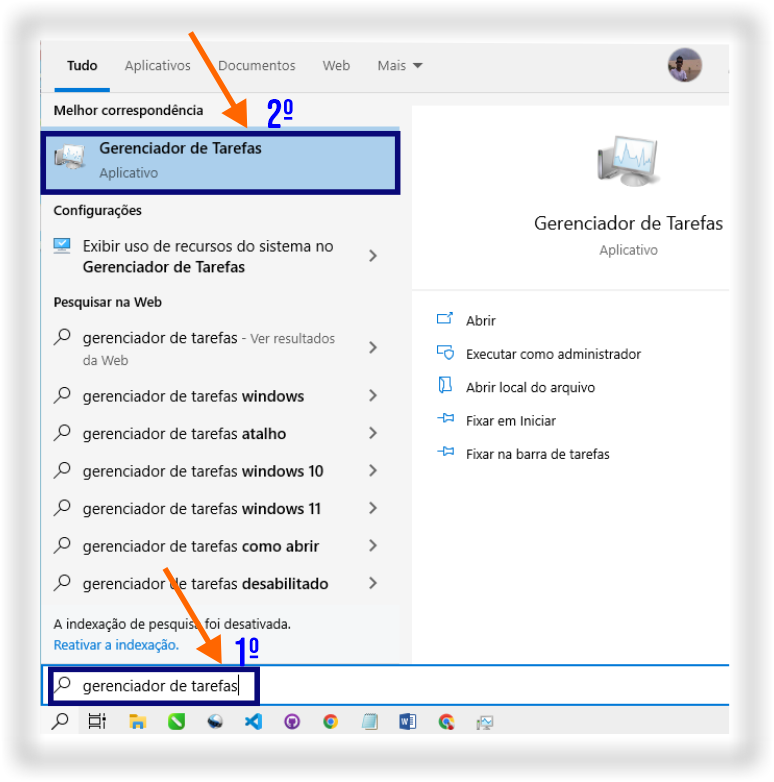 Tudo Aplicativos Documentos Web Mais
Melhor correspondência
2º
Gerenciador de Tarefas
Aplicativo
Configurações
Exibir uso de recursos do sistema no
Gerenciador de Tarefas
Pesquisar na Web
gerenciador de tarefas - Ver resultados
da Web
gerenciador de tarefas windows
gerenciador de tarefas atalho
gerenciador de tarefas windows 10
gerenciador de tarefas windows 11
gerenciador de tarefas como abrir
gerenciador de tarefas desabilitado
A indexação de pesquisa foi desativada.
Reativar a indexação.
1º
gerenciador de tarefas
Gerenciador de Tarefas
Aplicativo
Abrir
Executar como administrador
Abrir local do arquivo
Fixar em Iniciar
Fixar na barra de tarefas